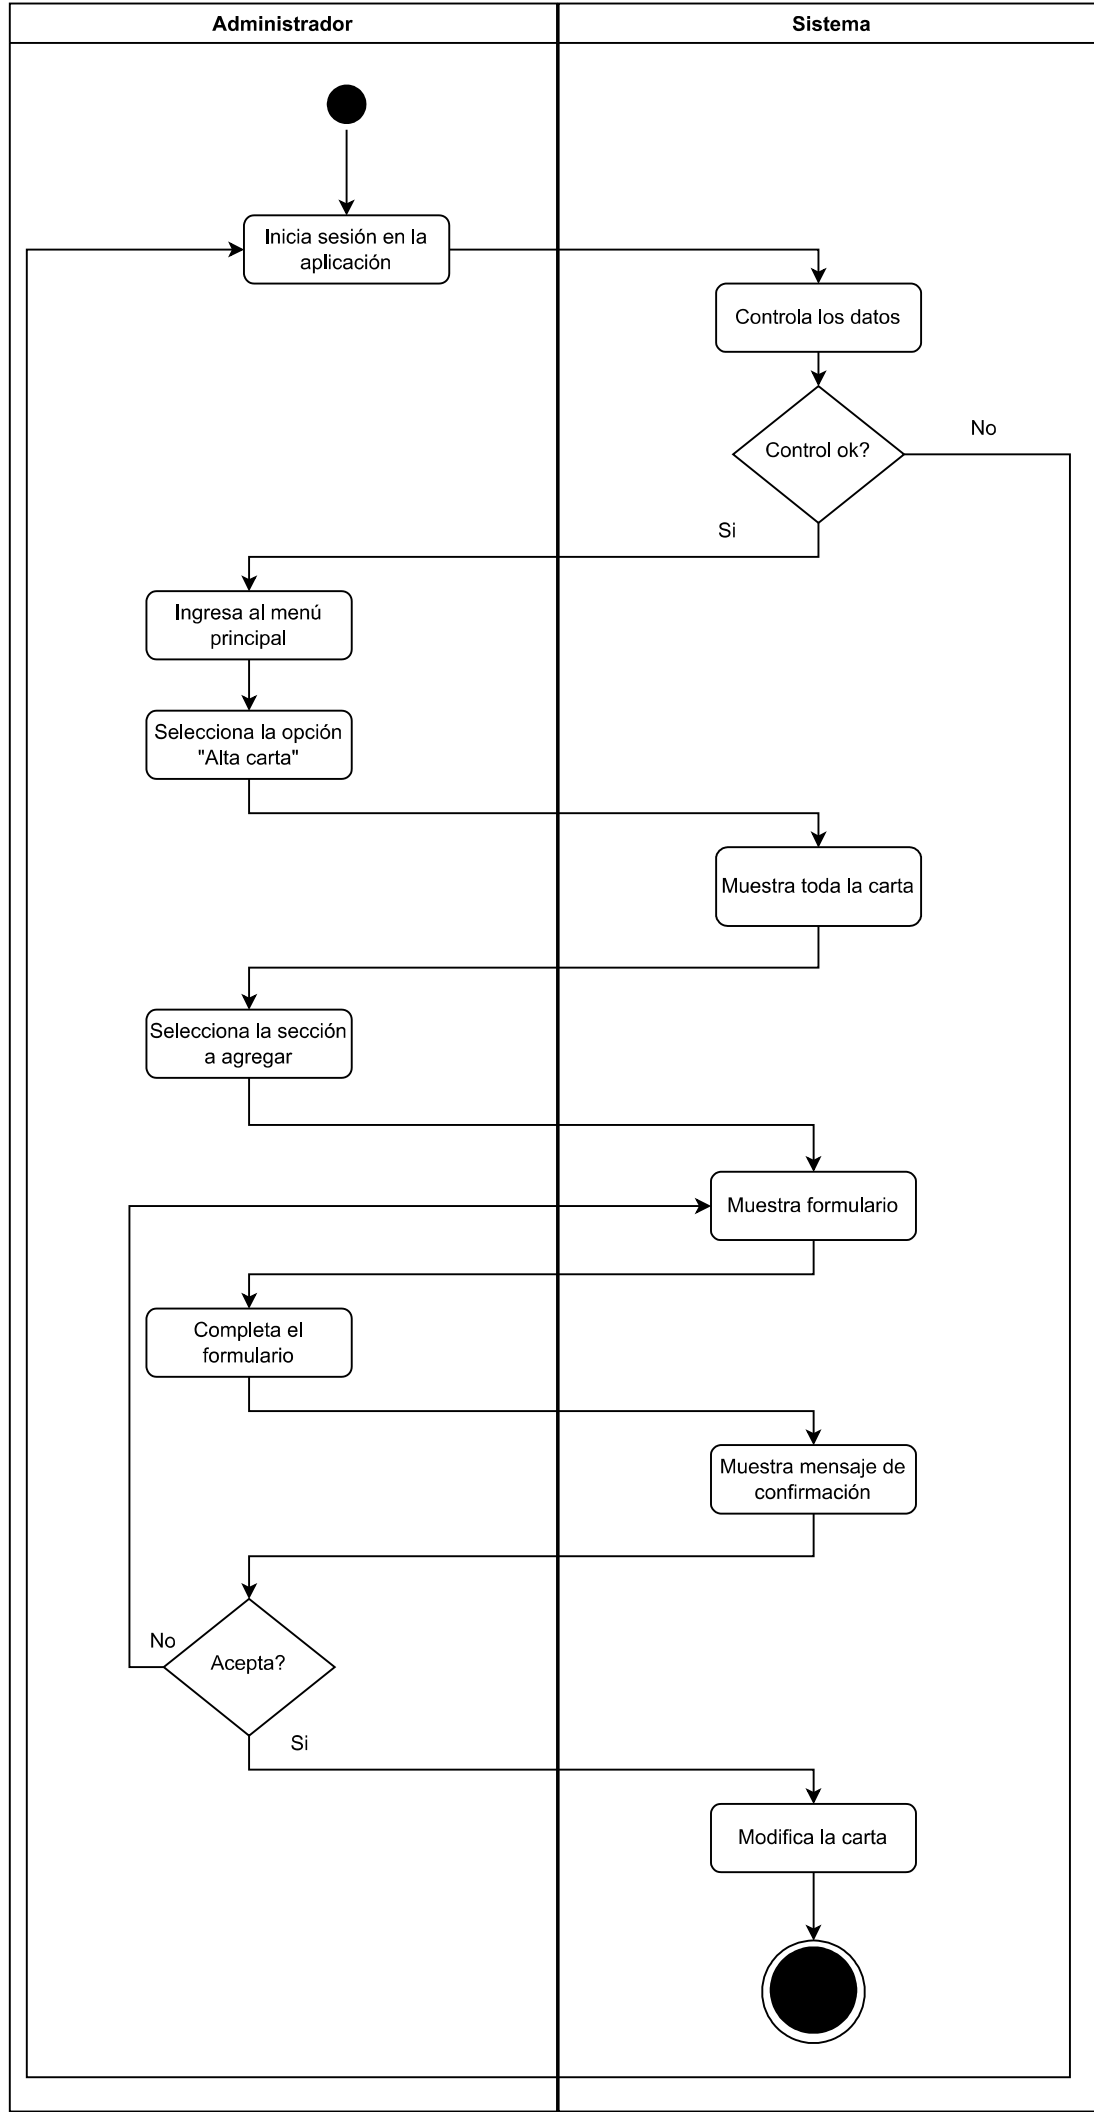 Administrador
Sistema
Inicia sesión en la
aplicación
Controla los datos
Control ok?
No
Si
Ingresa al menú
principal
Selecciona la opción
"Alta carta"
Muestra toda la carta
Selecciona la sección
a agregar
Muestra formulario
Completa el
formulario
Muestra mensaje de
confirmación
No
Acepta?
Si
Modifica la carta